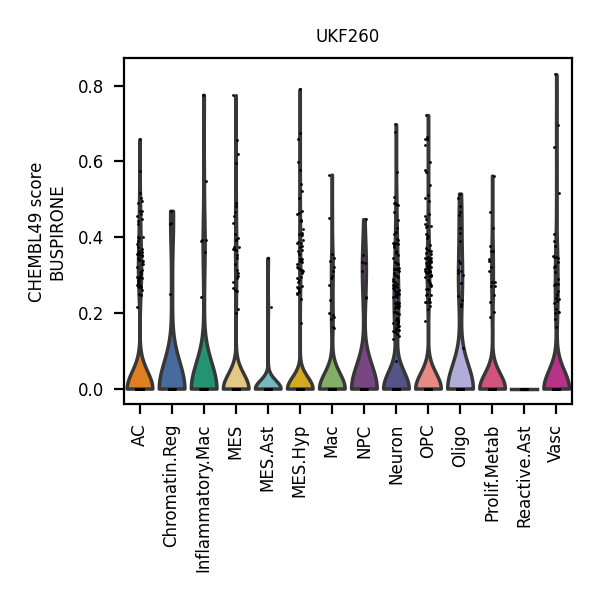 UKF260
CHEMBL49 score
BUSPIRONE
0.8
0.6
0.4
0.2
0.0
AC
Chromatin.Reg
Inflammatory.Mac
MES
MES.Ast
MES.Hyp
Mac
NPC
Neuron
OPC
Oligo
Prolif.Metab
Reactive.Ast
Vasc